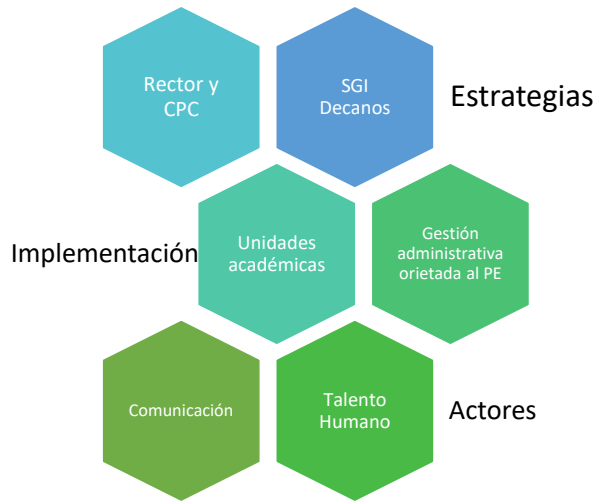 Rector y
CPC
SGI
Decanos
Estrategias
Implementación
Unidades
académicas
Gestión
administrativa
orietada al PE
Comunicación
Talento
Humano
Actores